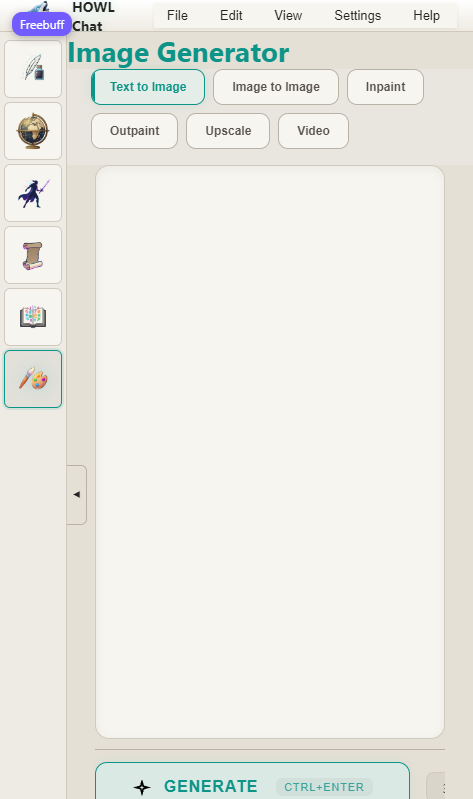 HOWL
Chat
Freebuff
File Edit View Settings Help
Image Generator
Text to Image Image to Image Inpaint
Outpaint Upscale Video
GENERATE CTRL+ENTER